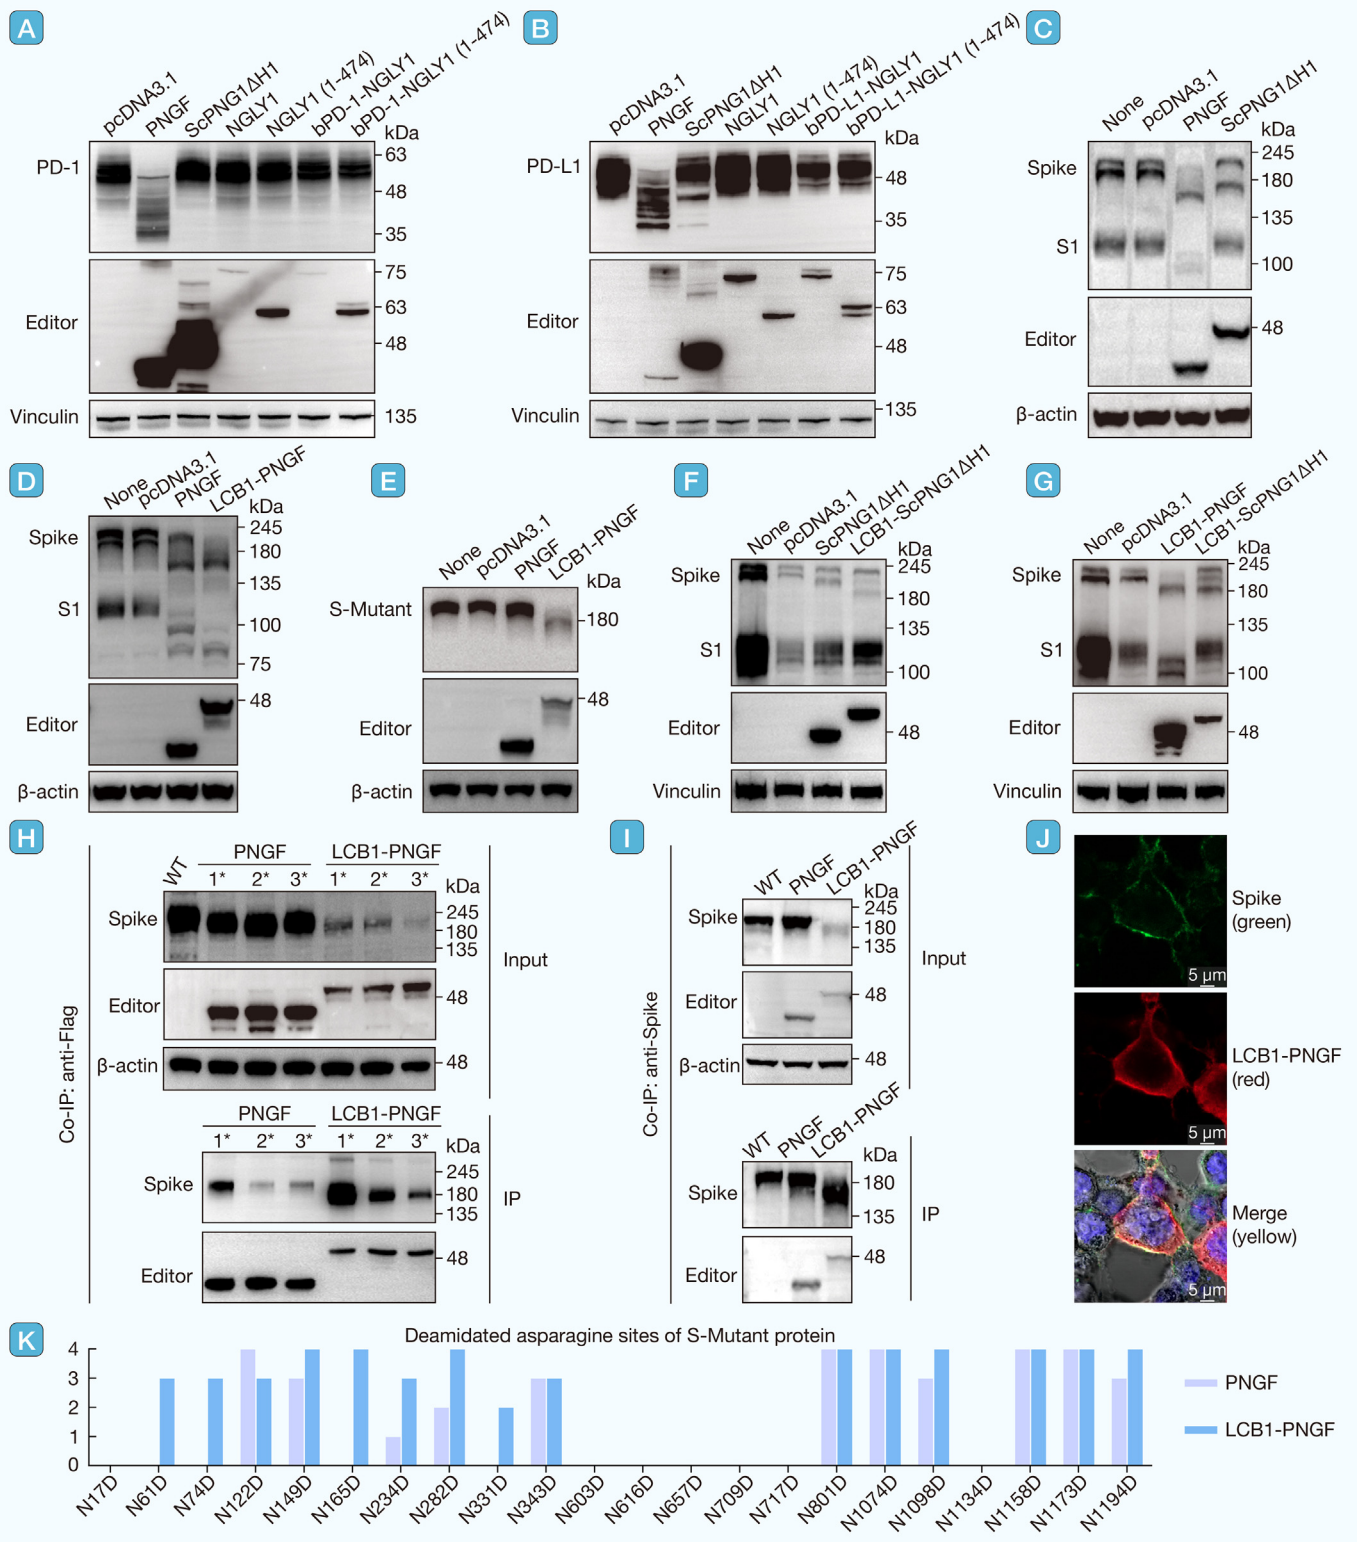 A
pcDNA3.1
PNGF
ScPNG1ΔH1
NGLY1
NGLY1 (1-474)
bPD-1-NGLY1
bPD-1-NGLY1 (1-474)
kDa
PD-1
63
48
35
Editor
75
63
48
Vinculin
135
B
pcDNA3.1
PNGF
ScPNG1ΔH1
NGLY1
NGLY1 (1-474)
bPD-L1-NGLY1
bPD-L1-NGLY1 (1-474)
kDa
PD-L1
48
35
Editor
75
63
48
Vinculin
135
C
None
pcDNA3.1
PNGF
ScPNG1ΔH1
kDa
Spike
245
180
135
S1
100
Editor
48
β-actin
D
None
pcDNA3.1
PNGF
LCB1-PNGF
kDa
Spike
245
180
135
S1
100
75
Editor
48
β-actin
E
None
pcDNA3.1
PNGF
LCB1-PNGF
kDa
S-Mutant
180
Editor
48
β-actin
F
None
pcDNA3.1
ScPNG1ΔH1
LCB1-ScPNG1ΔH1
kDa
Spike
245
180
135
S1
100
Editor
48
Vinculin
G
None
pcDNA3.1
LCB1-PNGF
LCB1-ScPNG1ΔH1
kDa
Spike
245
180
135
S1
100
Editor
48
Vinculin
H
Co-IP: anti-Flag
WT
PNGF
LCB1-PNGF
1* 2* 3* 1* 2* 3*
kDa
Spike
245
180
135
Editor
48
β-actin
48
Input
PNGF
LCB1-PNGF
1* 2* 3* 1* 2* 3*
kDa
Spike
245
180
135
Editor
48
IP
I
Co-IP: anti-Spike
WT
PNGF
LCB1-PNGF
kDa
Spike
245
180
135
Editor
48
β-actin
48
Input
WT
PNGF
LCB1-PNGF
kDa
Spike
180
135
Editor
48
IP
J
Spike
(green)
5 μm
LCB1-PNGF
(red)
5 μm
Merge
(yellow)
5 μm
K
Deamidated asparagine sites of S-Mutant protein
4
3
2
1
0
N17D
N61D
N74D
N122D
N149D
N165D
N234D
N282D
N331D
N343D
N603D
N616D
N657D
N709D
N717D
N801D
N1074D
N1098D
N1134D
N1158D
N1173D
N1194D
PNGF
LCB1-PNGF